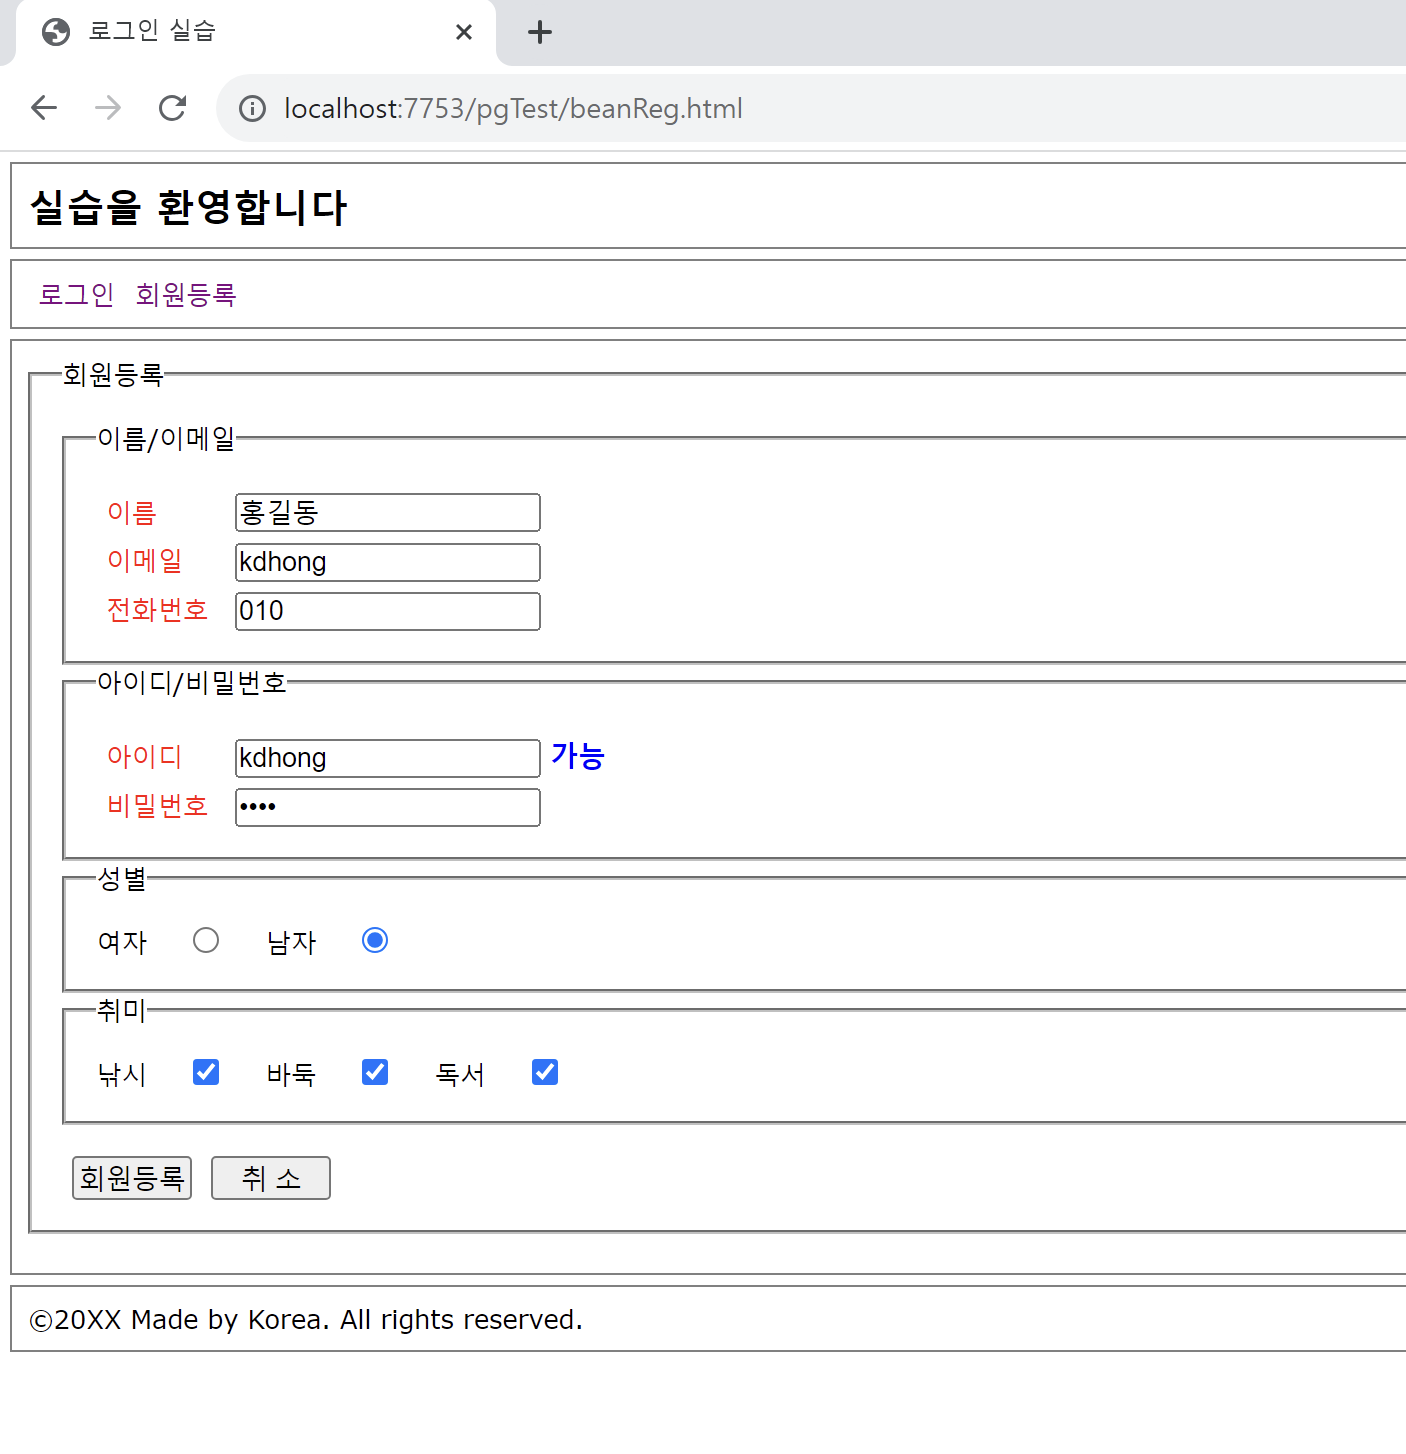 로그인 실습
localhost:7753/pgTest/beanReg.html
실습을 환영합니다
로그인 회원등록
회원등록
이름/이메일
이름 홍길동
이메일 kdhong
전화번호 010
아이디/비밀번호
아이디 kdhong 가능
비밀번호 ••••
성별
여자 남자
취미
낚시 바둑 독서
회원등록 취 소
©20XX Made by Korea. All rights reserved.